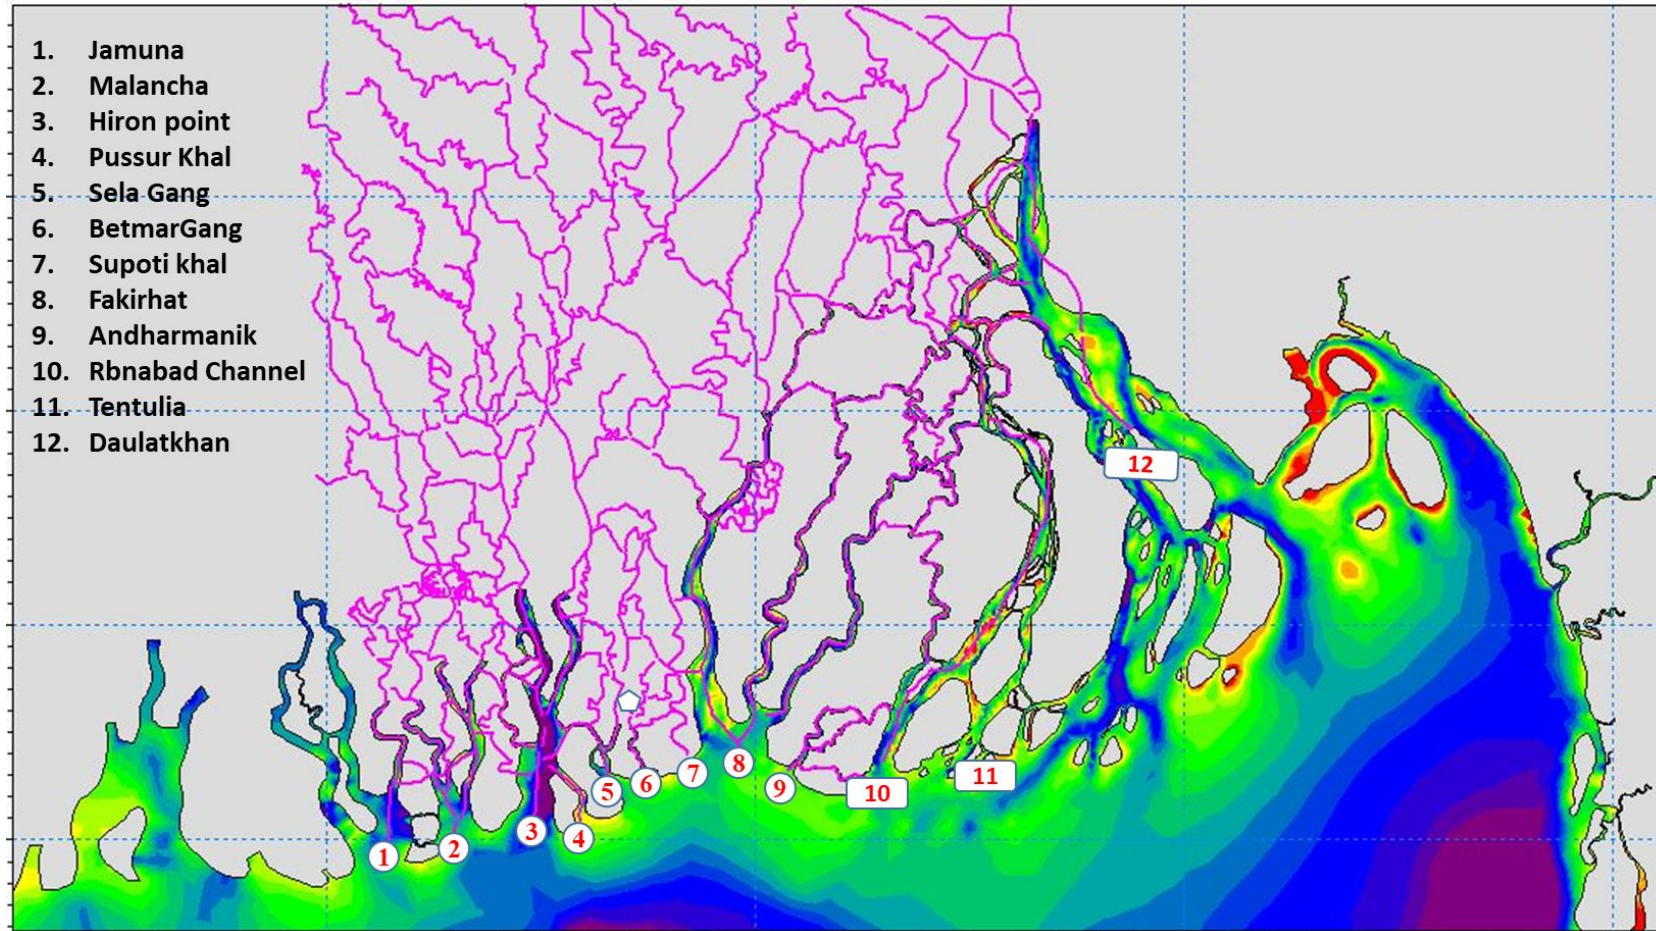 1. Jamuna
2. Malancha
3. Hiron point
4. Pussur Khal
5. Sela Gang
6. BetmarGang
7. Supoti khal
8. Fakirhat
9. Andharmanik
10. Rbnabad Channel
11. Tentulia
12. Daulatkhan
12
1
2
3
4
5
6
7
8
9
10
11